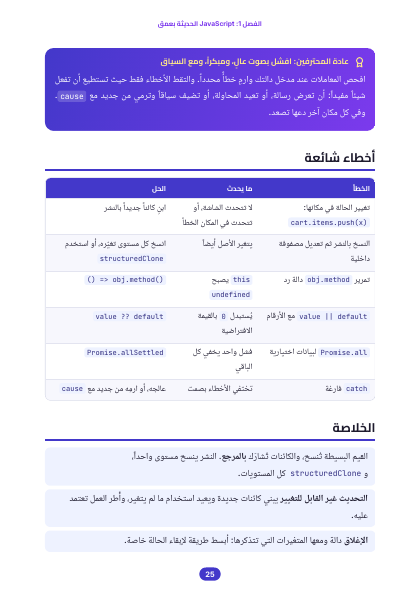 الفصل 1: JavaScript الحديثة بعمق
عادة المحترفين: افشل بصوت عالٍ، ومبكراً، ومع السياق
افحص المعاملات عند مدخل دالتك وارمِ خطأً محدداً. والتقط الأخطاء فقط حيث تستطيع أن تفعل
شيئاً مفيداً: أن تعرض رسالة، أو تعيد المحاولة، أو تضيف سياقاً وترمي من جديد مع cause.
وفي كل مكان آخر دعها تصعد.
أخطاء شائعة
الخطأ ما يحدث الحل
تغيير الحالة في مكانها: لا تتحدث الشاشة، أو ابنِ كائناً جديداً بالنشر
cart.items.push(x) تتحدث في المكان الخطأ
النسخ بالنشر ثم تعديل مصفوفة يتغير الأصل أيضاً انسخ كل مستوى تغيّره، أو استخدم
داخلية structuredClone
تمرير obj.method دالة رد this يصبح () => obj.method()
undefined
value || default مع الأرقام يُستبدل 0 بالقيمة value ?? default
الافتراضية
Promise.all لبيانات اختيارية فشل واحد يخفي كل Promise.allSettled
الباقي
catch فارغة تختفي الأخطاء بصمت عالجه، أو ارمِه من جديد مع cause
الخلاصة
القيم البسيطة تُنسخ، والكائنات تُشارَك بالمرجع. النشر ينسخ مستوى واحداً،
و structuredClone كل المستويات.
التحديث غير القابل للتغيير يبني كائنات جديدة ويعيد استخدام ما لم يتغير، وأُطر العمل تعتمد
عليه.
الإغلاق دالة ومعها المتغيرات التي تتذكرها؛ أبسط طريقة لإبقاء الحالة خاصة.
25